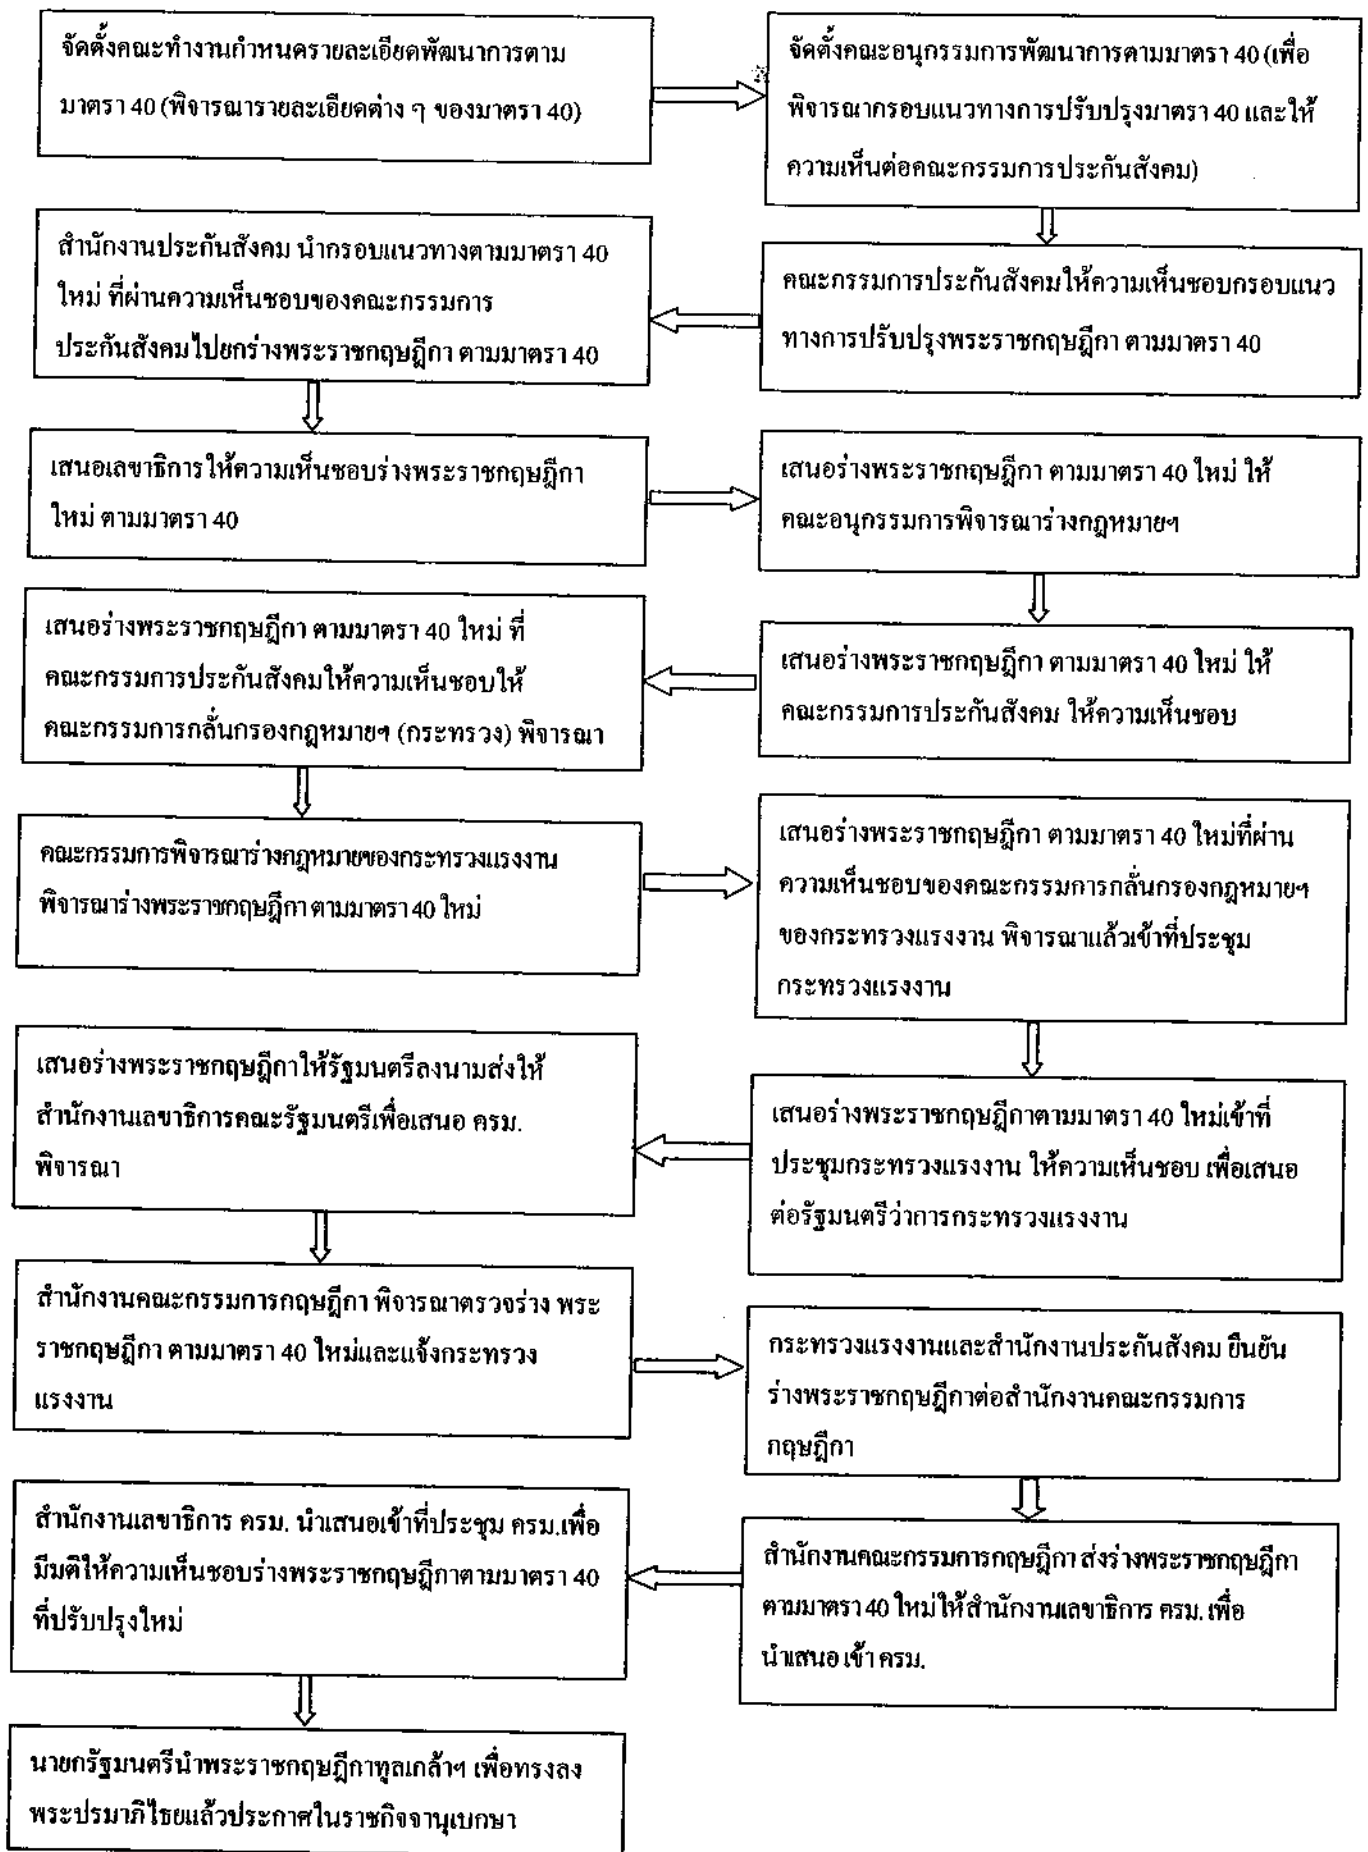 จัดตั้งคณะทำงานกำหนดรายละเอียดพัฒนาการตาม
มาตรา 40 (พิจารณารายละเอียดต่าง ๆ ของมาตรา 40)
จัดตั้งคณะอนุกรรมการพัฒนาการตามมาตรา 40 (เพื่อ
พิจารณากรอบแนวทางการปรับปรุงมาตรา 40 และให้
ความเห็นต่อคณะกรรมการประกันสังคม)
คณะกรรมการประกันสังคมให้ความเห็นชอบกรอบแนว
ทางการปรับปรุงพระราชกฤษฎีกา ตามมาตรา 40
สำนักงานประกันสังคม นำกรอบแนวทางตามมาตรา 40
ใหม่ ที่ผ่านความเห็นชอบของคณะกรรมการ
ประกันสังคมไปยกร่างพระราชกฤษฎีกา ตามมาตรา 40
เสนอเลขาธิการให้ความเห็นชอบร่างพระราชกฤษฎีกา
ใหม่ ตามมาตรา 40
เสนอร่างพระราชกฤษฎีกา ตามมาตรา 40 ใหม่ ให้
คณะอนุกรรมการพิจารณาร่างกฎหมายฯ
เสนอร่างพระราชกฤษฎีกา ตามมาตรา 40 ใหม่ ให้
คณะกรรมการประกันสังคม ให้ความเห็นชอบ
เสนอร่างพระราชกฤษฎีกา ตามมาตรา 40 ใหม่ ที่
คณะกรรมการประกันสังคมให้ความเห็นชอบให้
คณะกรรมการกลั่นกรองกฎหมายฯ (กระทรวง) พิจารณา
คณะกรรมการพิจารณาร่างกฎหมายของกระทรวงแรงงาน
พิจารณาร่างพระราชกฤษฎีกา ตามมาตรา 40 ใหม่
เสนอร่างพระราชกฤษฎีกา ตามมาตรา 40 ใหม่ที่ผ่าน
ความเห็นชอบของคณะกรรมการกลั่นกรองกฎหมายฯ
ของกระทรวงแรงงาน พิจารณาแล้วเข้าที่ประชุม
กระทรวงแรงงาน
เสนอร่างพระราชกฤษฎีกาตามมาตรา 40 ใหม่เข้าที่
ประชุมกระทรวงแรงงาน ให้ความเห็นชอบ เพื่อเสนอ
ต่อรัฐมนตรีว่าการกระทรวงแรงงาน
เสนอร่างพระราชกฤษฎีกาให้รัฐมนตรีลงนามส่งให้
สำนักงานเลขาธิการคณะรัฐมนตรีเพื่อเสนอ ครม.
พิจารณา
สำนักงานคณะกรรมการกฤษฎีกา พิจารณาตรวจร่าง พระ
ราชกฤษฎีกา ตามมาตรา 40 ใหม่และแจ้งกระทรวง
แรงงาน
กระทรวงแรงงานและสำนักงานประกันสังคม ยืนยัน
ร่างพระราชกฤษฎีกาต่อสำนักงานคณะกรรมการ
กฤษฎีกา
สำนักงานคณะกรรมการกฤษฎีกา ส่งร่างพระราชกฤษฎีกา
ตามมาตรา 40 ใหม่ให้สำนักงานเลขาธิการ ครม. เพื่อ
นำเสนอ เข้า ครม.
สำนักงานเลขาธิการ ครม. นำเสนอเข้าที่ประชุม ครม.เพื่อ
มีมติให้ความเห็นชอบร่างพระราชกฤษฎีกาตามมาตรา 40
ที่ปรับปรุงใหม่
นายกรัฐมนตรีนำพระราชกฤษฎีกาทูลเกล้าฯ เพื่อทรงลง
พระปรมาภิไธยแล้วประกาศในราชกิจจานุเบกษา